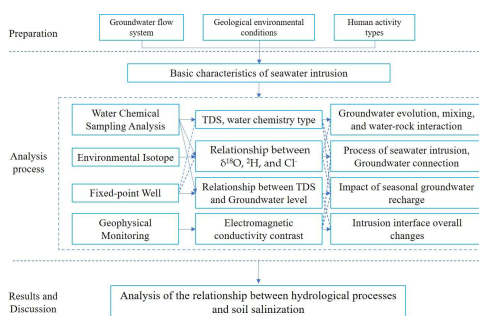 Preparation
Groundwater flow
system
Geological environmental
conditions
Human activity
types
Basic characteristics of seawater intrusion
Analysis
process
Water Chemical
Sampling Analysis
TDS, water chemistry type
Groundwater evolution, mixing,
and water-rock interaction
Environmental Isotope
Relationship between
δ¹⁸O, ²H, and Cl⁻
Process of seawater intrusion,
Groundwater connection
Fixed-point Well
Relationship between TDS
and Groundwater level
Impact of seasonal groundwater
recharge
Geophysical
Monitoring
Electromagnetic
conductivity contrast
Intrusion interface overall
changes
Results and
Discussion
Analysis of the relationship between hydrological processes
and soil salinization